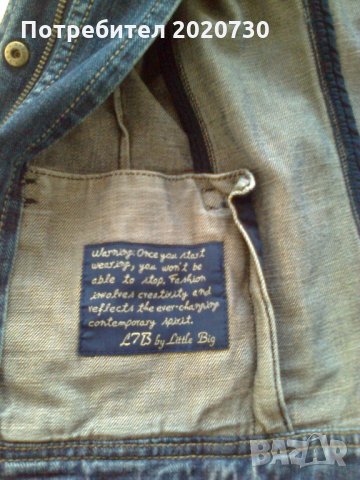 Потребител 2020730
Warning: Once you start
wearing, you won't be
able to stop. Fashion
involves creativity and
reflects the ever-changing
contemporary spirit.
LTB by Little Big
BAZAR